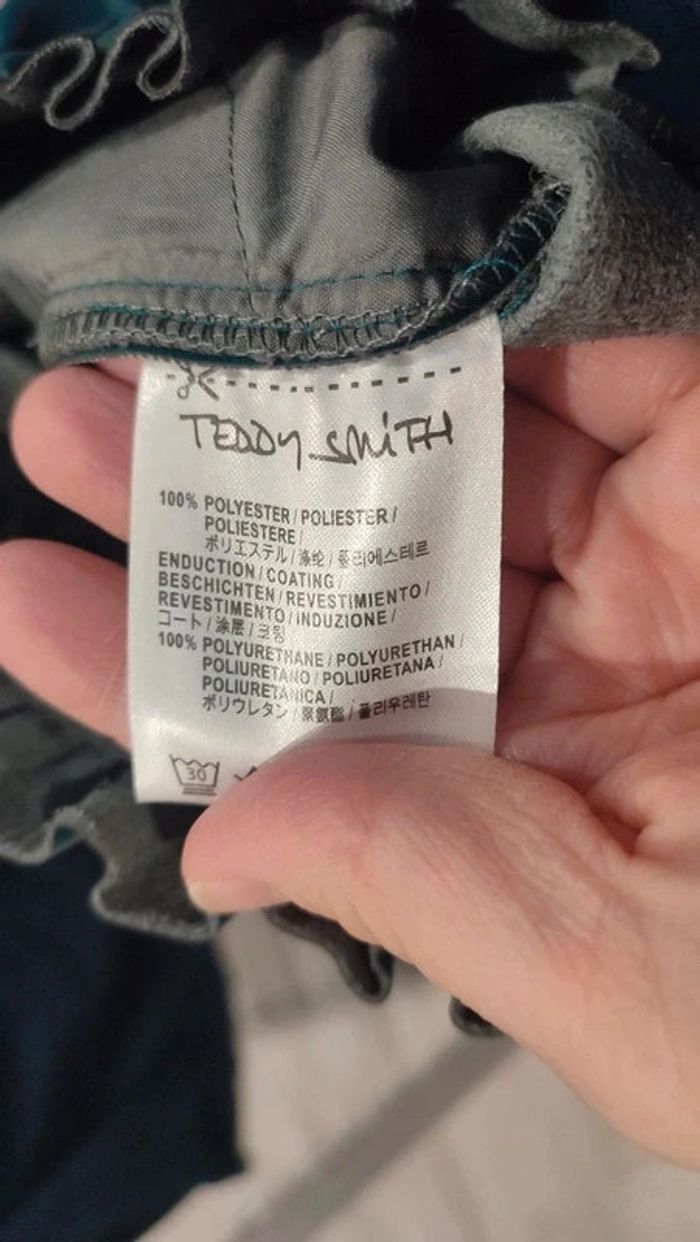 TEDDY SMITH
100% POLYESTER / POLIESTER /
POLIESTERE /
ポリエステル / 涤纶 / 폴리에스테르
ENDUCTION / COATING /
BESCHICHTEN / REVESTIMIENTO /
REVESTIMENTO / INDUZIONE /
コート / 涂层 / 코팅
100% POLYURETHANE / POLYURETHAN /
POLIURETANO / POLIURETANA /
POLIURETANICA /
ポリウレタン / 聚氨酯 / 폴리우레탄
30